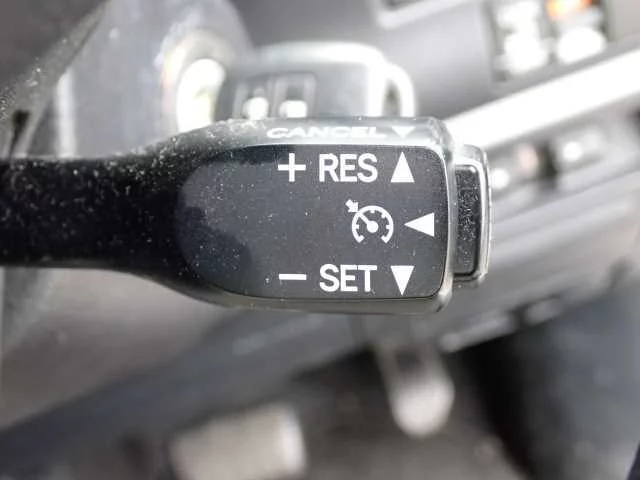 CANCEL ▼
+ RES ▲
◀
− SET ▼